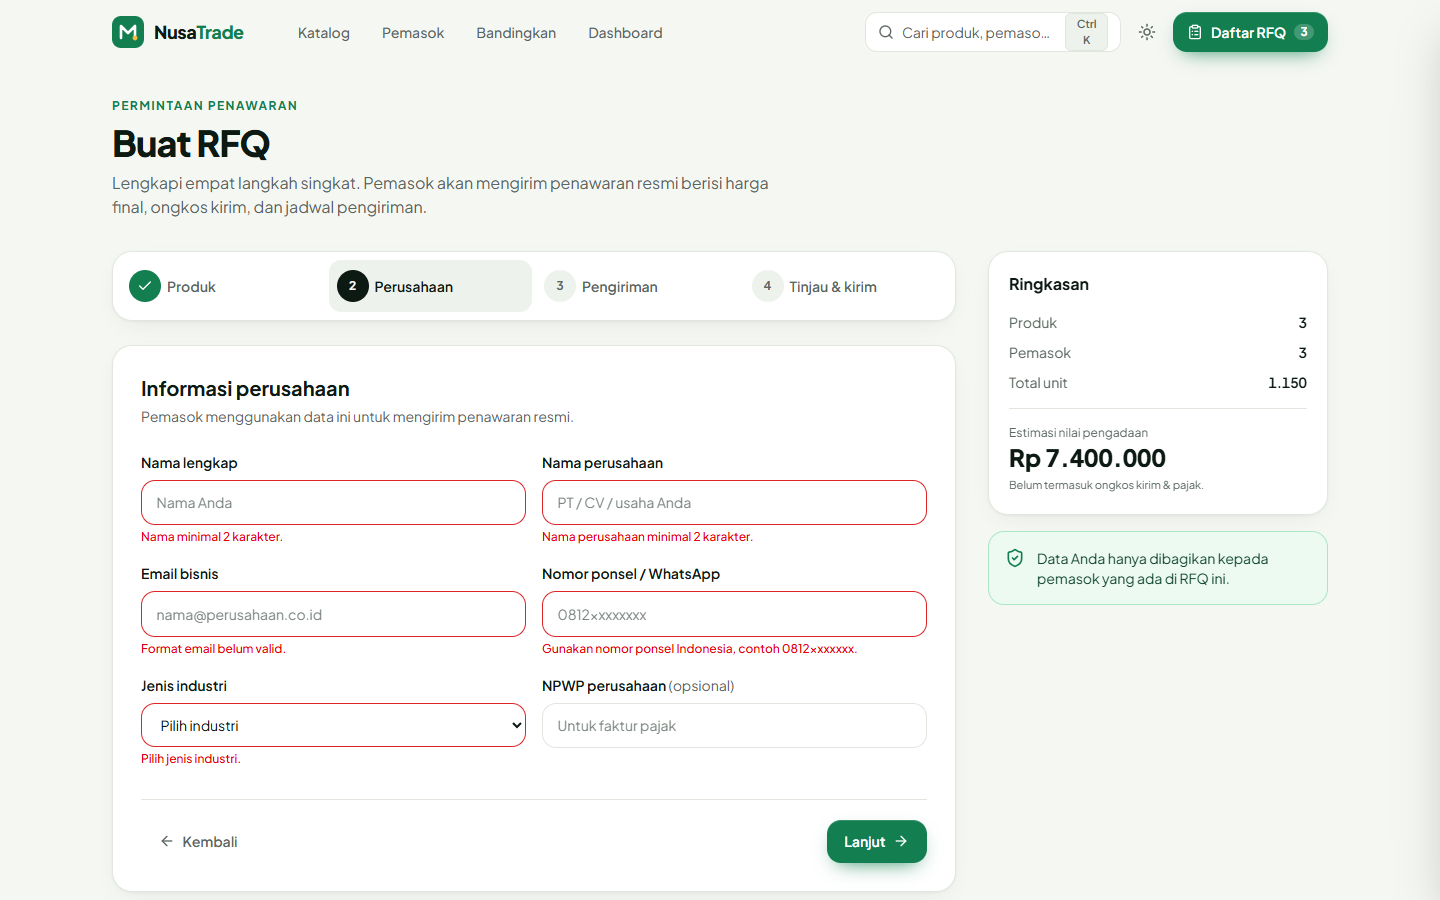 NusaTrade
Katalog
Pemasok
Bandingkan
Dashboard
Cari produk, pemaso...
Ctrl
K
Daftar RFQ 3
PERMINTAAN PENAWARAN
Buat RFQ
Lengkapi empat langkah singkat. Pemasok akan mengirim penawaran resmi berisi harga
final, ongkos kirim, dan jadwal pengiriman.
Produk
2 Perusahaan
3 Pengiriman
4 Tinjau & kirim
Informasi perusahaan
Pemasok menggunakan data ini untuk mengirim penawaran resmi.
Nama lengkap
Nama Anda
Nama minimal 2 karakter.
Nama perusahaan
PT / CV / usaha Anda
Nama perusahaan minimal 2 karakter.
Email bisnis
nama@perusahaan.co.id
Format email belum valid.
Nomor ponsel / WhatsApp
0812xxxxxxxx
Gunakan nomor ponsel Indonesia, contoh 0812xxxxxxx.
Jenis industri
Pilih industri
Pilih jenis industri.
NPWP perusahaan (opsional)
Untuk faktur pajak
Kembali
Lanjut
Ringkasan
Produk 3
Pemasok 3
Total unit 1.150
Estimasi nilai pengadaan
Rp 7.400.000
Belum termasuk ongkos kirim & pajak.
Data Anda hanya dibagikan kepada
pemasok yang ada di RFQ ini.